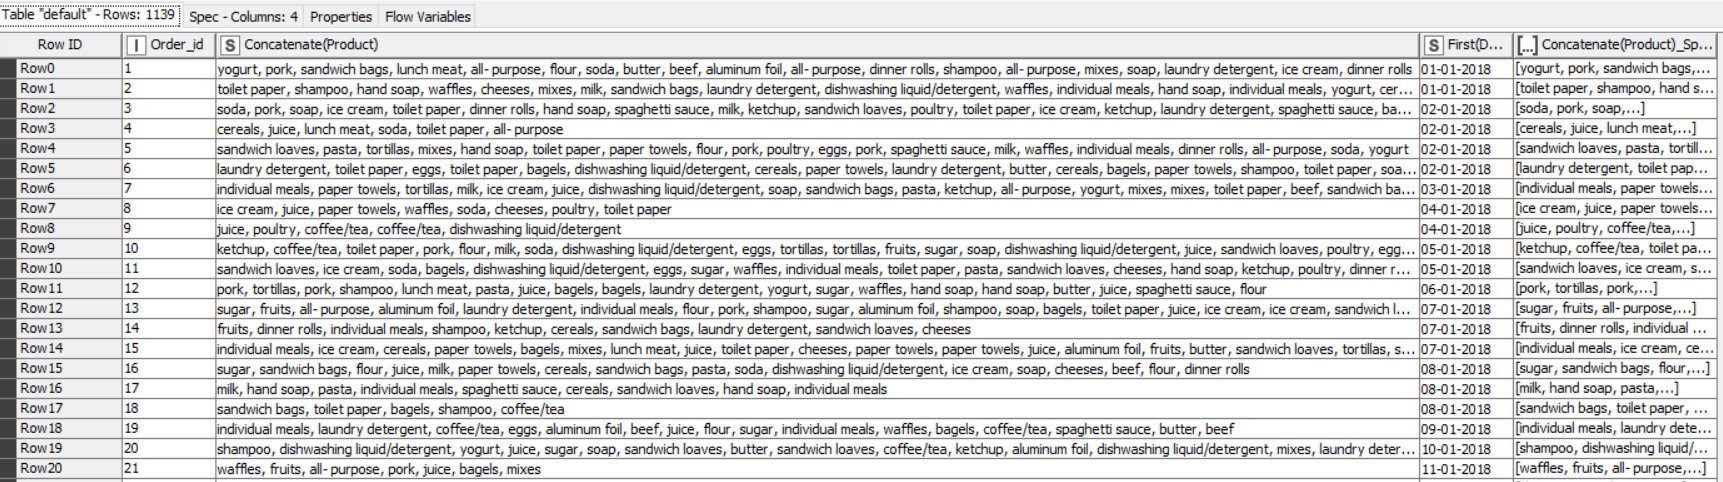 Table "default" - Rows: 1139 Spec - Columns: 4 Properties Flow Variables
Row ID I Order_id S Concatenate(Product) S First(D... [...] Concatenate(Product)_Sp...
Row0 1 yogurt, pork, sandwich bags, lunch meat, all- purpose, flour, soda, butter, beef, aluminum foil, all- purpose, dinner rolls, shampoo, all- purpose, mixes, soap, laundry detergent, ice cream, dinner rolls 01-01-2018 [yogurt, pork, sandwich bags,...
Row1 2 toilet paper, shampoo, hand soap, waffles, cheeses, mixes, milk, sandwich bags, laundry detergent, dishwashing liquid/detergent, waffles, individual meals, hand soap, individual meals, yogurt, cer... 01-01-2018 [toilet paper, shampoo, hand s...
Row2 3 soda, pork, soap, ice cream, toilet paper, dinner rolls, hand soap, spaghetti sauce, milk, ketchup, sandwich loaves, poultry, toilet paper, ice cream, ketchup, laundry detergent, spaghetti sauce, ba... 02-01-2018 [soda, pork, soap,...]
Row3 4 cereals, juice, lunch meat, soda, toilet paper, all- purpose 02-01-2018 [cereals, juice, lunch meat,...]
Row4 5 sandwich loaves, pasta, tortillas, mixes, hand soap, toilet paper, paper towels, flour, pork, poultry, eggs, pork, spaghetti sauce, milk, waffles, individual meals, dinner rolls, all- purpose, soda, yogurt 02-01-2018 [sandwich loaves, pasta, tortill...
Row5 6 laundry detergent, toilet paper, eggs, toilet paper, bagels, dishwashing liquid/detergent, cereals, paper towels, laundry detergent, butter, cereals, bagels, paper towels, shampoo, toilet paper, soa... 02-01-2018 [laundry detergent, toilet pap...
Row6 7 individual meals, paper towels, tortillas, milk, ice cream, juice, dishwashing liquid/detergent, soap, sandwich bags, pasta, ketchup, all- purpose, yogurt, mixes, mixes, toilet paper, beef, sandwich ba... 03-01-2018 [individual meals, paper towels...
Row7 8 ice cream, juice, paper towels, waffles, soda, cheeses, poultry, toilet paper 04-01-2018 [ice cream, juice, paper towels...
Row8 9 juice, poultry, coffee/tea, coffee/tea, dishwashing liquid/detergent 04-01-2018 [juice, poultry, coffee/tea,...]
Row9 10 ketchup, coffee/tea, toilet paper, pork, flour, milk, soda, dishwashing liquid/detergent, eggs, tortillas, tortillas, fruits, sugar, soap, dishwashing liquid/detergent, juice, sandwich loaves, poultry, egg... 05-01-2018 [ketchup, coffee/tea, toilet pa...
Row10 11 sandwich loaves, ice cream, soda, bagels, dishwashing liquid/detergent, eggs, sugar, waffles, individual meals, toilet paper, pasta, sandwich loaves, cheeses, hand soap, ketchup, poultry, dinner r... 05-01-2018 [sandwich loaves, ice cream, s...
Row11 12 pork, tortillas, pork, shampoo, lunch meat, pasta, juice, bagels, bagels, laundry detergent, yogurt, sugar, waffles, hand soap, hand soap, butter, juice, spaghetti sauce, flour 06-01-2018 [pork, tortillas, pork,...]
Row12 13 sugar, fruits, all- purpose, aluminum foil, laundry detergent, individual meals, flour, pork, shampoo, sugar, aluminum foil, shampoo, soap, bagels, toilet paper, juice, ice cream, ice cream, sandwich l... 07-01-2018 [sugar, fruits, all- purpose,...]
Row13 14 fruits, dinner rolls, individual meals, shampoo, ketchup, cereals, sandwich bags, laundry detergent, sandwich loaves, cheeses 07-01-2018 [fruits, dinner rolls, individual ...
Row14 15 individual meals, ice cream, cereals, paper towels, bagels, mixes, lunch meat, juice, toilet paper, cheeses, paper towels, paper towels, juice, aluminum foil, fruits, butter, sandwich loaves, tortillas, s... 07-01-2018 [individual meals, ice cream, ce...
Row15 16 sugar, sandwich bags, flour, juice, milk, paper towels, cereals, sandwich bags, pasta, soda, dishwashing liquid/detergent, ice cream, soap, cheeses, beef, flour, dinner rolls 08-01-2018 [sugar, sandwich bags, flour,...]
Row16 17 milk, hand soap, pasta, individual meals, spaghetti sauce, cereals, sandwich loaves, hand soap, individual meals 08-01-2018 [milk, hand soap, pasta,...]
Row17 18 sandwich bags, toilet paper, bagels, shampoo, coffee/tea 08-01-2018 [sandwich bags, toilet paper, ...
Row18 19 individual meals, laundry detergent, coffee/tea, eggs, aluminum foil, beef, juice, flour, sugar, individual meals, waffles, bagels, coffee/tea, spaghetti sauce, butter, beef 09-01-2018 [individual meals, laundry dete...
Row19 20 shampoo, dishwashing liquid/detergent, yogurt, juice, sugar, soap, sandwich loaves, butter, sandwich loaves, coffee/tea, ketchup, aluminum foil, dishwashing liquid/detergent, mixes, laundry deter... 10-01-2018 [shampoo, dishwashing liquid/...
Row20 21 waffles, fruits, all- purpose, pork, juice, bagels, mixes 11-01-2018 [waffles, fruits, all- purpose,...]